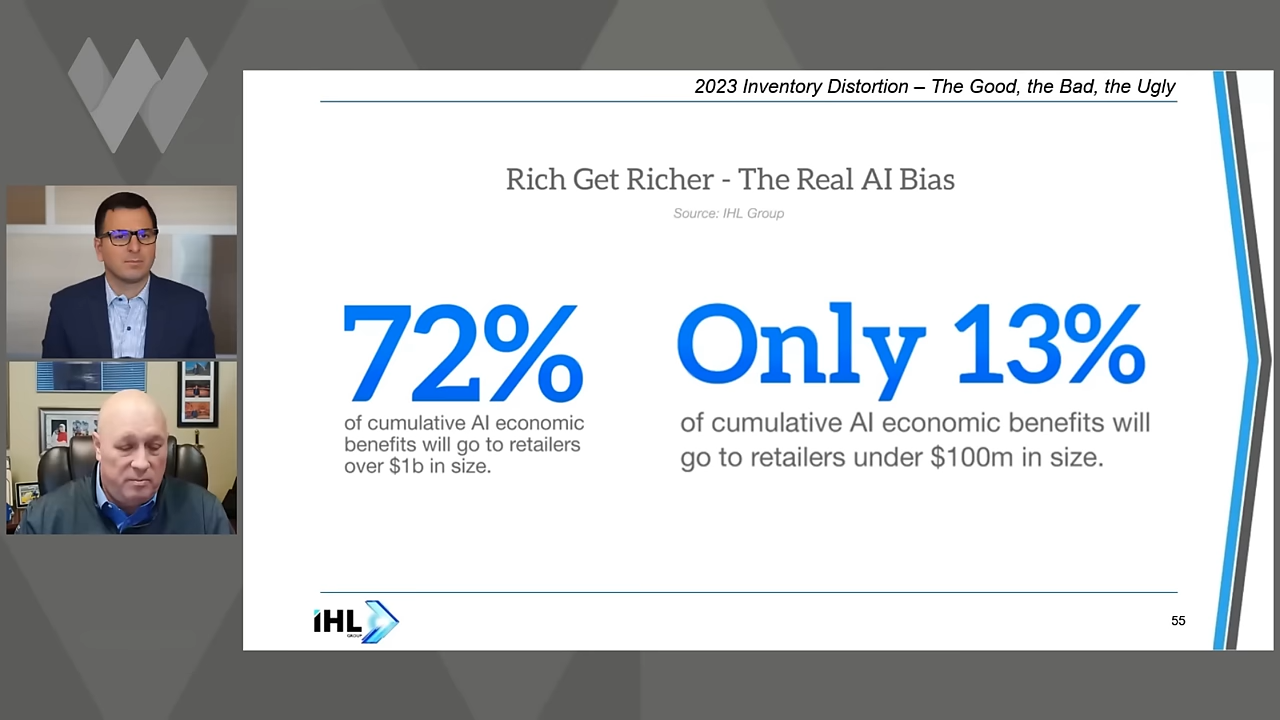 2023 Inventory Distortion – The Good, the Bad, the Ugly
Rich Get Richer - The Real AI Bias
Source: IHL Group
72%
of cumulative AI economic
benefits will go to retailers
over $1b in size.
Only 13%
of cumulative AI economic benefits will
go to retailers under $100m in size.
IHL
GROUP
55